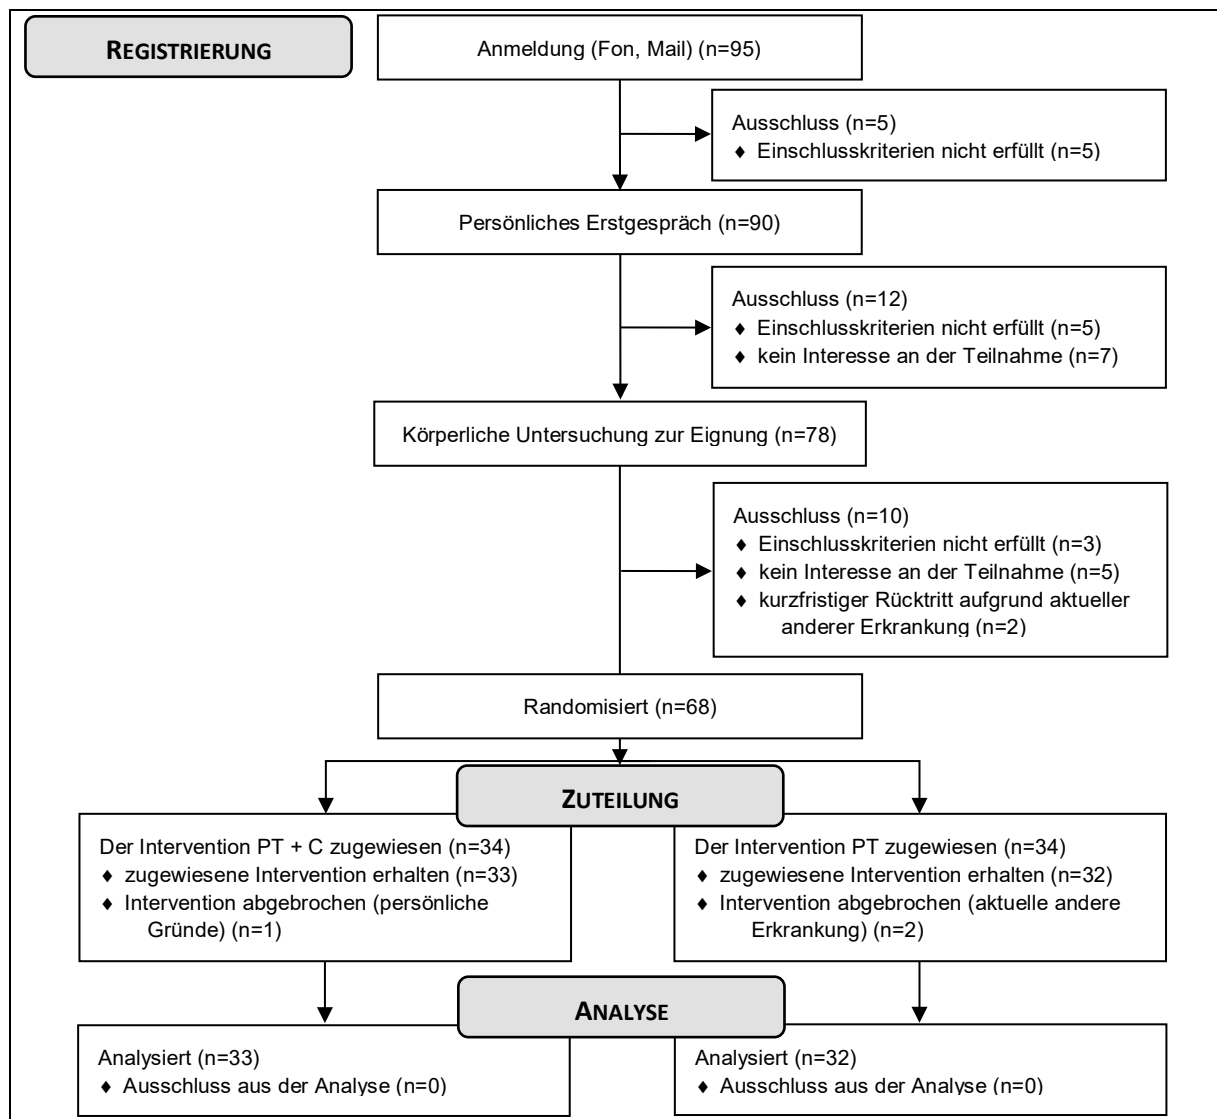 REGISTRIERUNG
Anmeldung (Fon, Mail) (n=95)
Ausschluss (n=5)
♦ Einschlusskriterien nicht erfüllt (n=5)
Persönliches Erstgespräch (n=90)
Ausschluss (n=12)
♦ Einschlusskriterien nicht erfüllt (n=5)
♦ kein Interesse an der Teilnahme (n=7)
Körperliche Untersuchung zur Eignung (n=78)
Ausschluss (n=10)
♦ Einschlusskriterien nicht erfüllt (n=3)
♦ kein Interesse an der Teilnahme (n=5)
♦ kurzfristiger Rücktritt aufgrund aktueller
anderer Erkrankung (n=2)
Randomisiert (n=68)
ZUTEILUNG
Der Intervention PT + C zugewiesen (n=34)
♦ zugewiesene Intervention erhalten (n=33)
♦ Intervention abgebrochen (persönliche
Gründe) (n=1)
Der Intervention PT zugewiesen (n=34)
♦ zugewiesene Intervention erhalten (n=32)
♦ Intervention abgebrochen (aktuelle andere
Erkrankung) (n=2)
ANALYSE
Analysiert (n=33)
♦ Ausschluss aus der Analyse (n=0)
Analysiert (n=32)
♦ Ausschluss aus der Analyse (n=0)